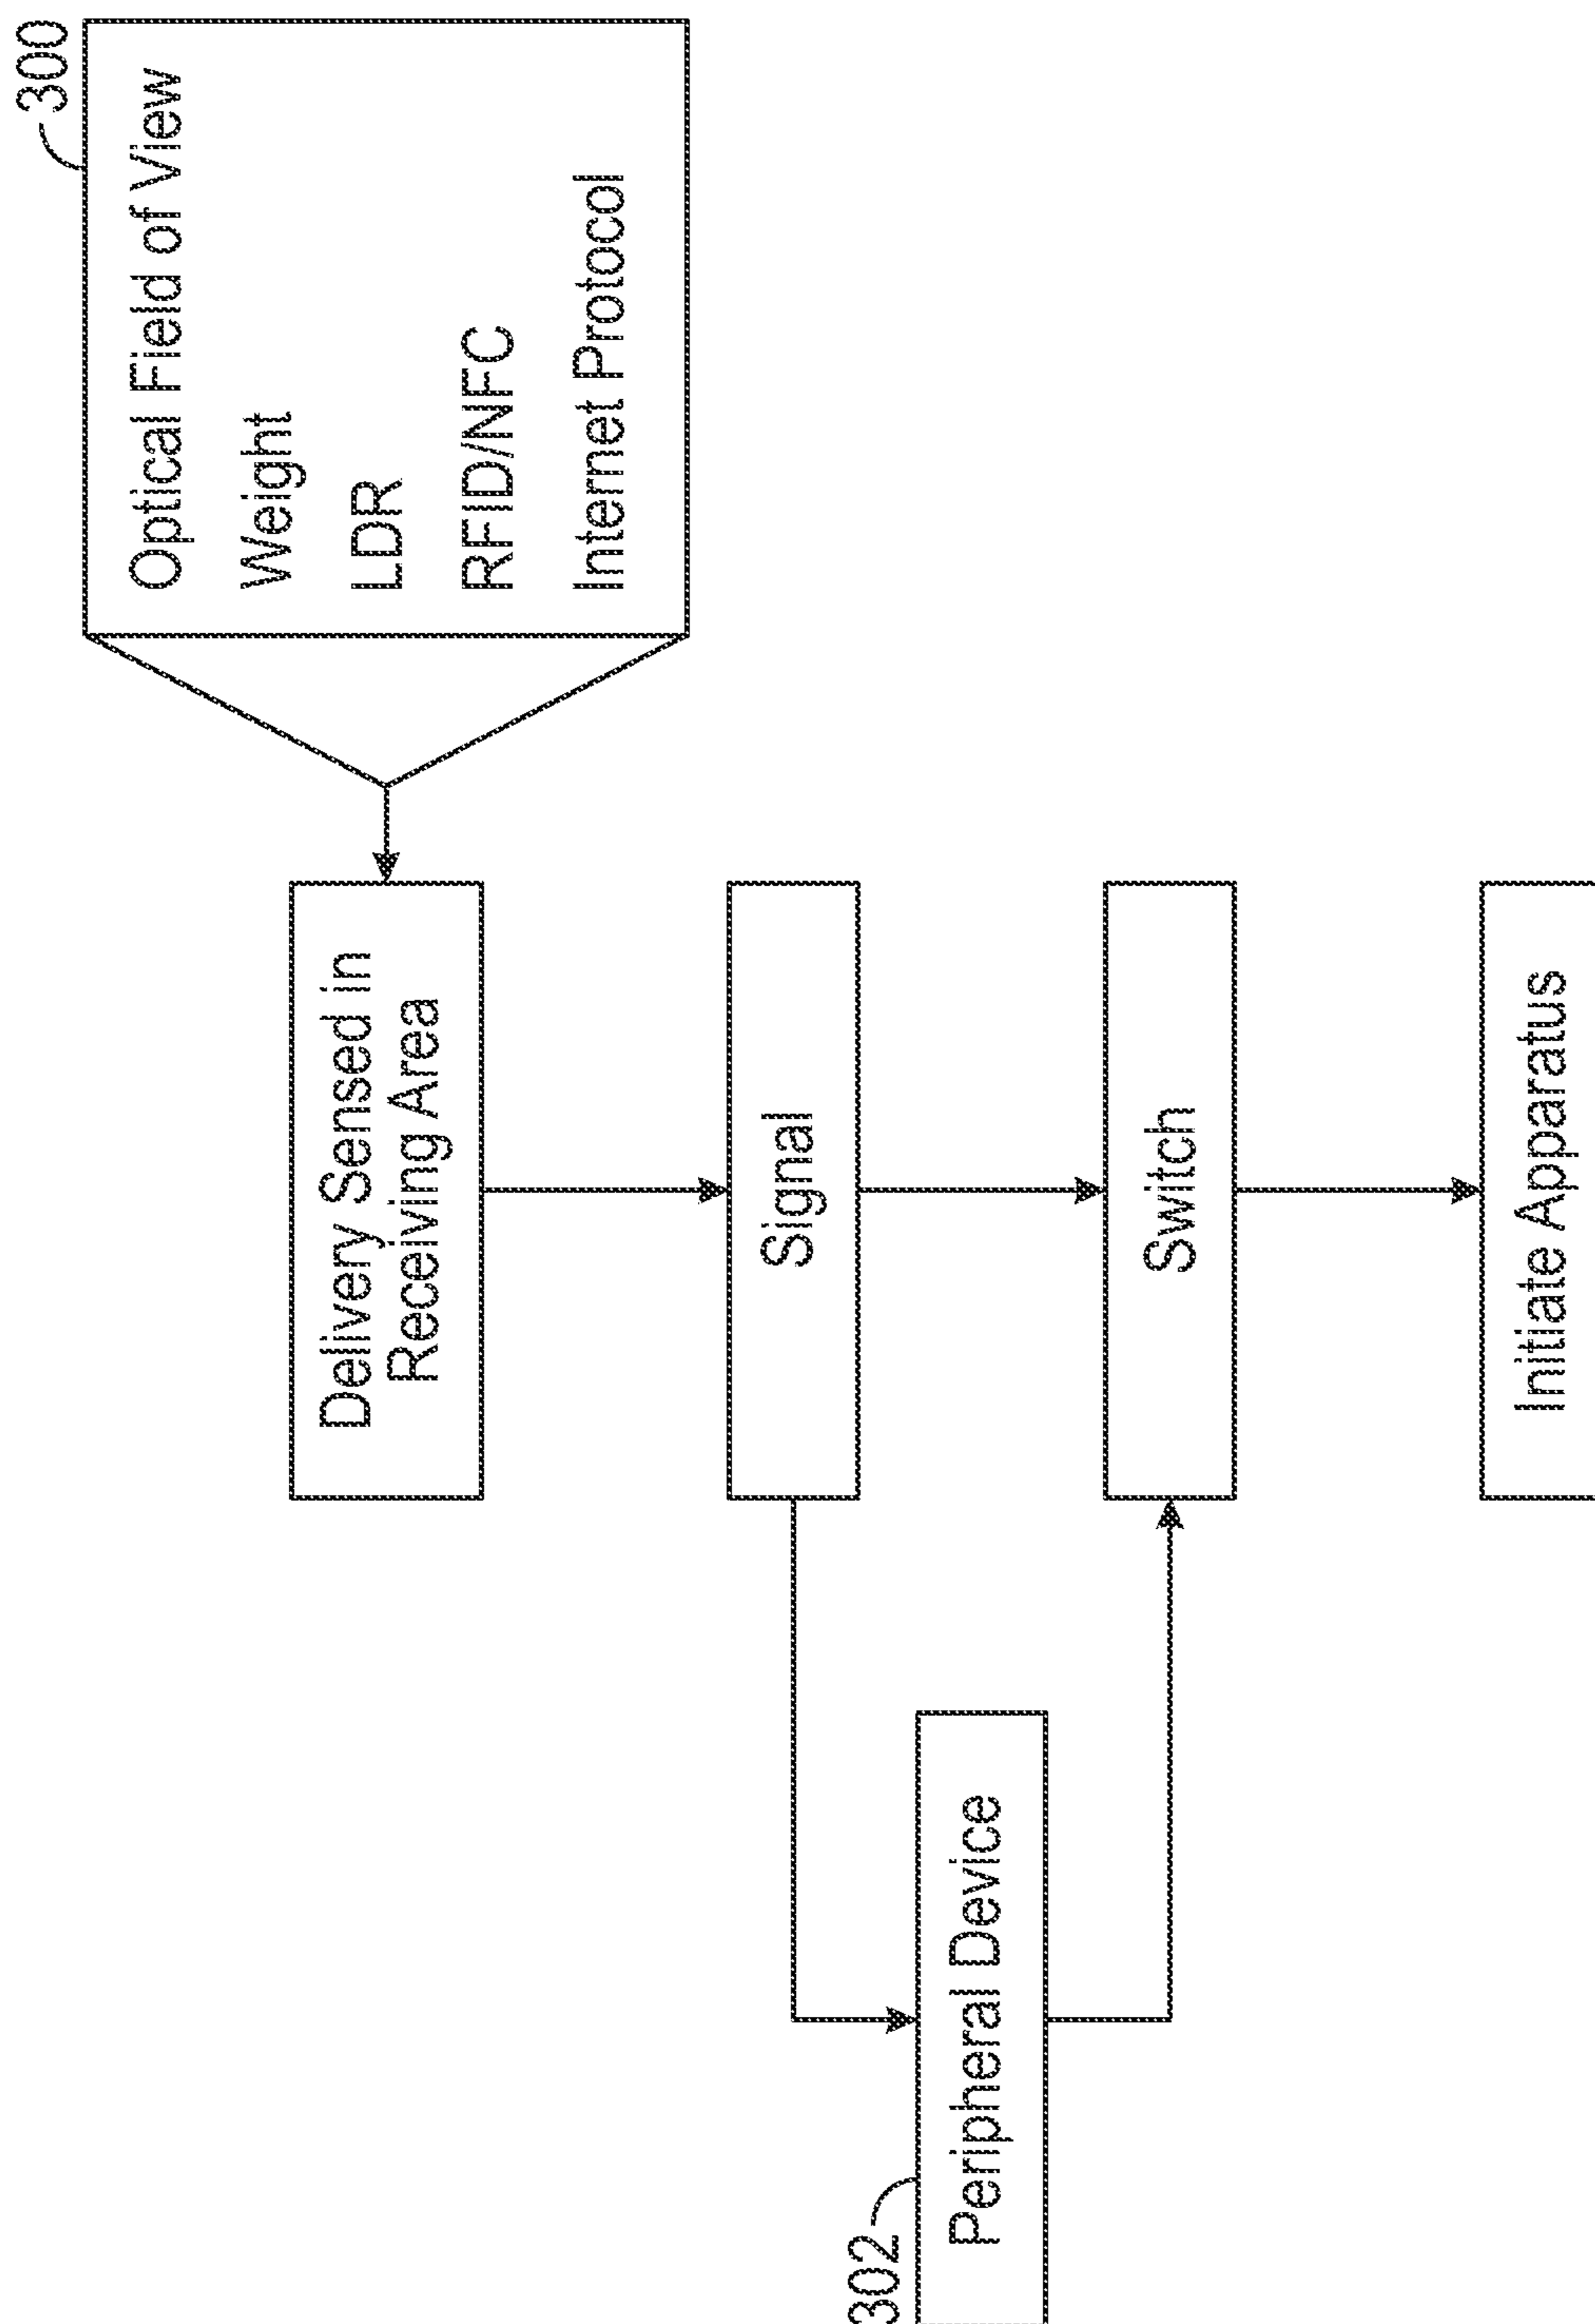 300
Optical Field of View
Weight
LDR
RFID/NFC
Internet Protocol
Delivery Sensed in
Receiving Area
Signal
302
Peripheral Device
Switch
Initiate Apparatus